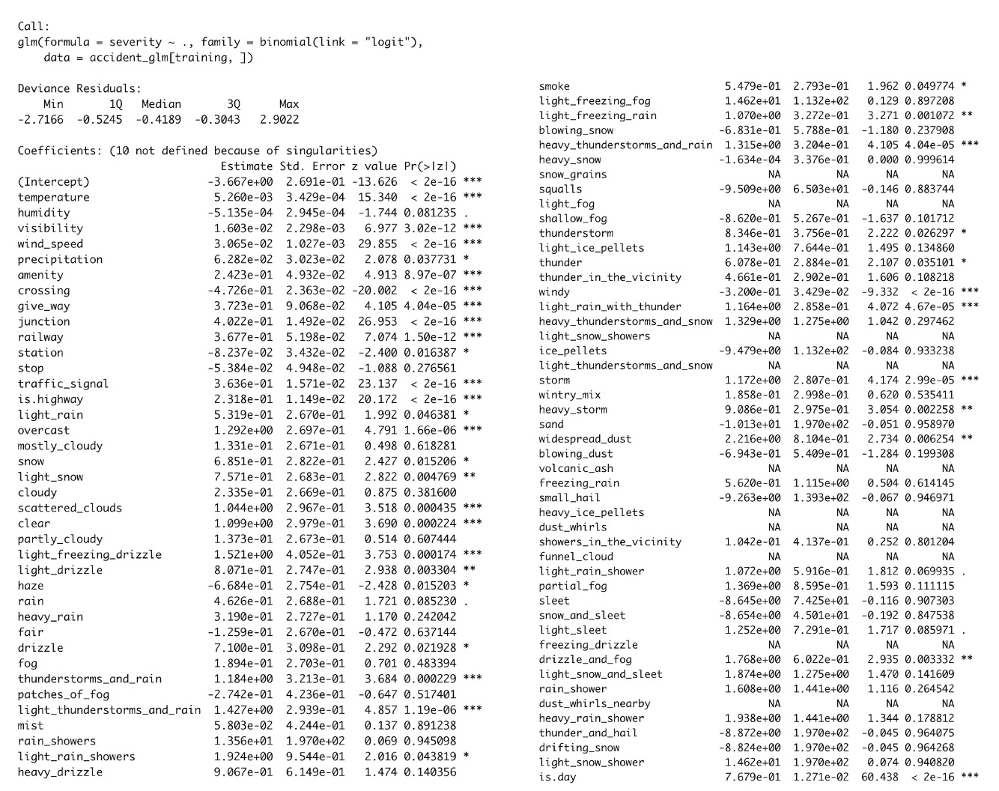 Call:
glm(formula = severity ~ ., family = binomial(link = "logit"),
    data = accident_glm[training, ])
Deviance Residuals:
    Min      1Q  Median      3Q     Max
-2.7166 -0.5245 -0.4189 -0.3043  2.9022
Coefficients: (10 not defined because of singularities)
Estimate Std. Error z value Pr(>|z|)
(Intercept) -3.667e+00 2.691e-01 -13.626 < 2e-16 ***
temperature 5.260e-03 3.429e-04 15.340 < 2e-16 ***
humidity -5.135e-04 2.945e-04 -1.744 0.081235 .
visibility 1.603e-02 2.298e-03 6.977 3.02e-12 ***
wind_speed 3.065e-02 1.027e-03 29.855 < 2e-16 ***
precipitation 6.282e-02 3.023e-02 2.078 0.037731 *
amenity 2.423e-01 4.932e-02 4.913 8.97e-07 ***
crossing -4.726e-01 2.363e-02 -20.002 < 2e-16 ***
give_way 3.723e-01 9.068e-02 4.105 4.04e-05 ***
junction 4.022e-01 1.492e-02 26.953 < 2e-16 ***
railway 3.677e-01 5.198e-02 7.074 1.50e-12 ***
station -8.237e-02 3.432e-02 -2.400 0.016387 *
stop -5.384e-02 4.948e-02 -1.088 0.276561
traffic_signal 3.636e-01 1.571e-02 23.137 < 2e-16 ***
is.highway 2.318e-01 1.149e-02 20.172 < 2e-16 ***
light_rain 5.319e-01 2.670e-01 1.992 0.046381 *
overcast 1.292e+00 2.697e-01 4.791 1.66e-06 ***
mostly_cloudy 1.331e-01 2.671e-01 0.498 0.618281
snow 6.851e-01 2.822e-01 2.427 0.015206 *
light_snow 7.571e-01 2.683e-01 2.822 0.004769 **
cloudy 2.335e-01 2.669e-01 0.875 0.381600
scattered_clouds 1.044e+00 2.967e-01 3.518 0.000435 ***
clear 1.099e+00 2.979e-01 3.690 0.000224 ***
partly_cloudy 1.373e-01 2.673e-01 0.514 0.607444
light_freezing_drizzle 1.521e+00 4.052e-01 3.753 0.000174 ***
light_drizzle 8.071e-01 2.747e-01 2.938 0.003304 **
haze -6.684e-01 2.754e-01 -2.428 0.015203 *
rain 4.626e-01 2.688e-01 1.721 0.085230 .
heavy_rain 3.190e-01 2.727e-01 1.170 0.242042
fair -1.259e-01 2.670e-01 -0.472 0.637144
drizzle 7.100e-01 3.098e-01 2.292 0.021928 *
fog 1.894e-01 2.703e-01 0.701 0.483394
thunderstorms_and_rain 1.184e+00 3.213e-01 3.684 0.000229 ***
patches_of_fog -2.742e-01 4.236e-01 -0.647 0.517401
light_thunderstorms_and_rain 1.427e+00 2.939e-01 4.857 1.19e-06 ***
mist 5.803e-02 4.244e-01 0.137 0.891238
rain_showers 1.356e+01 1.970e+02 0.069 0.945098
light_rain_showers 1.924e+00 9.544e-01 2.016 0.043819 *
heavy_drizzle 9.067e-01 6.149e-01 1.474 0.140356
smoke 5.479e-01 2.793e-01 1.962 0.049774 *
light_freezing_fog 1.462e+01 1.132e+02 0.129 0.897208
light_freezing_rain 1.070e+00 3.272e-01 3.271 0.001072 **
blowing_snow -6.831e-01 5.788e-01 -1.180 0.237908
heavy_thunderstorms_and_rain 1.315e+00 3.204e-01 4.105 4.04e-05 ***
heavy_snow -1.634e-04 3.376e-01 0.000 0.999614
snow_grains NA NA NA NA
squalls -9.509e+00 6.503e+01 -0.146 0.883744
light_fog NA NA NA NA
shallow_fog -8.620e-01 5.267e-01 -1.637 0.101712
thunderstorm 8.346e-01 3.756e-01 2.222 0.026297 *
light_ice_pellets 1.143e+00 7.644e-01 1.495 0.134860
thunder 6.078e-01 2.884e-01 2.107 0.035101 *
thunder_in_the_vicinity 4.661e-01 2.902e-01 1.606 0.108218
windy -3.200e-01 3.429e-02 -9.332 < 2e-16 ***
light_rain_with_thunder 1.164e+00 2.858e-01 4.072 4.67e-05 ***
heavy_thunderstorms_and_snow 1.329e+00 1.275e+00 1.042 0.297462
light_snow_showers NA NA NA NA
ice_pellets -9.479e+00 1.132e+02 -0.084 0.933238
light_thunderstorms_and_snow NA NA NA NA
storm 1.172e+00 2.807e-01 4.174 2.99e-05 ***
wintry_mix 1.858e-01 2.998e-01 0.620 0.535411
heavy_storm 9.086e-01 2.975e-01 3.054 0.002258 **
sand -1.013e+01 1.970e+02 -0.051 0.958970
widespread_dust 2.216e+00 8.104e-01 2.734 0.006254 **
blowing_dust -6.943e-01 5.409e-01 -1.284 0.199308
volcanic_ash NA NA NA NA
freezing_rain 5.620e-01 1.115e+00 0.504 0.614145
small_hail -9.263e+00 1.393e+02 -0.067 0.946971
heavy_ice_pellets NA NA NA NA
dust_whirls NA NA NA NA
showers_in_the_vicinity 1.042e-01 4.137e-01 0.252 0.801204
funnel_cloud NA NA NA NA
light_rain_shower 1.072e+00 5.916e-01 1.812 0.069935 .
partial_fog 1.369e+00 8.595e-01 1.593 0.111115
sleet -8.645e+00 7.425e+01 -0.116 0.907303
snow_and_sleet -8.654e+00 4.501e+01 -0.192 0.847538
light_sleet 1.252e+00 7.291e-01 1.717 0.085971 .
freezing_drizzle NA NA NA NA
drizzle_and_fog 1.768e+00 6.022e-01 2.935 0.003332 **
light_snow_and_sleet 1.874e+00 1.275e+00 1.470 0.141609
rain_shower 1.608e+00 1.441e+00 1.116 0.264542
dust_whirls_nearby NA NA NA NA
heavy_rain_shower 1.938e+00 1.441e+00 1.344 0.178812
thunder_and_hail -8.872e+00 1.970e+02 -0.045 0.964075
drifting_snow -8.824e+00 1.970e+02 -0.045 0.964268
light_snow_shower 1.462e+01 1.970e+02 0.074 0.940820
is.day 7.679e-01 1.271e-02 60.438 < 2e-16 ***